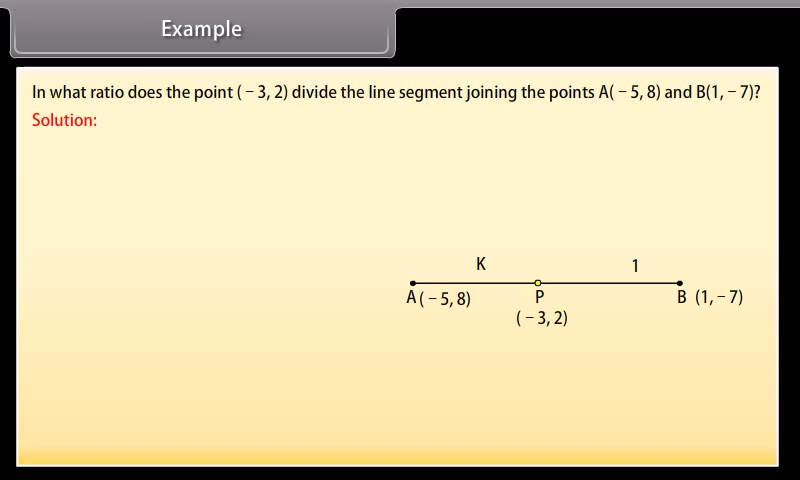 Example
In what ratio does the point ( − 3, 2) divide the line segment joining the points A( − 5, 8) and B(1, − 7)?
Solution:
K 1
A ( − 5, 8) P B (1, − 7)
( − 3, 2)